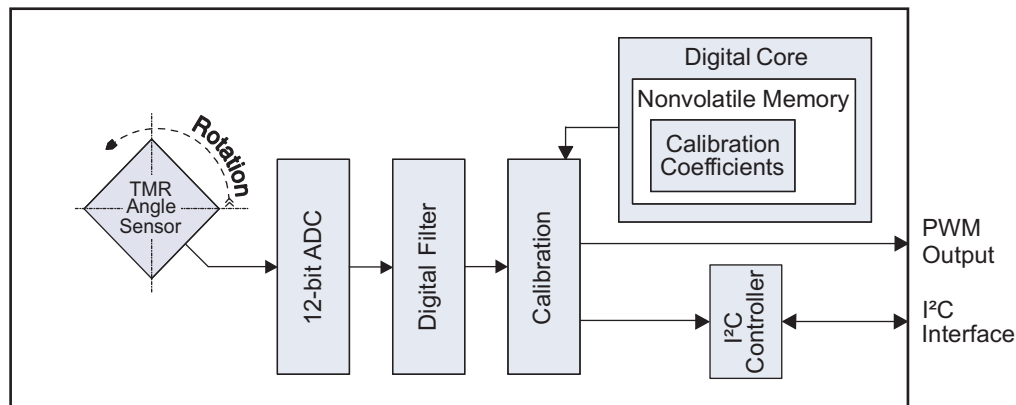 Digital Core
Nonvolatile Memory
Calibration
Coefficients
Rotation
TMR
Angle
Sensor
12-bit ADC
Digital Filter
Calibration
PWM
Output
I²C
Controller
I²C
Interface